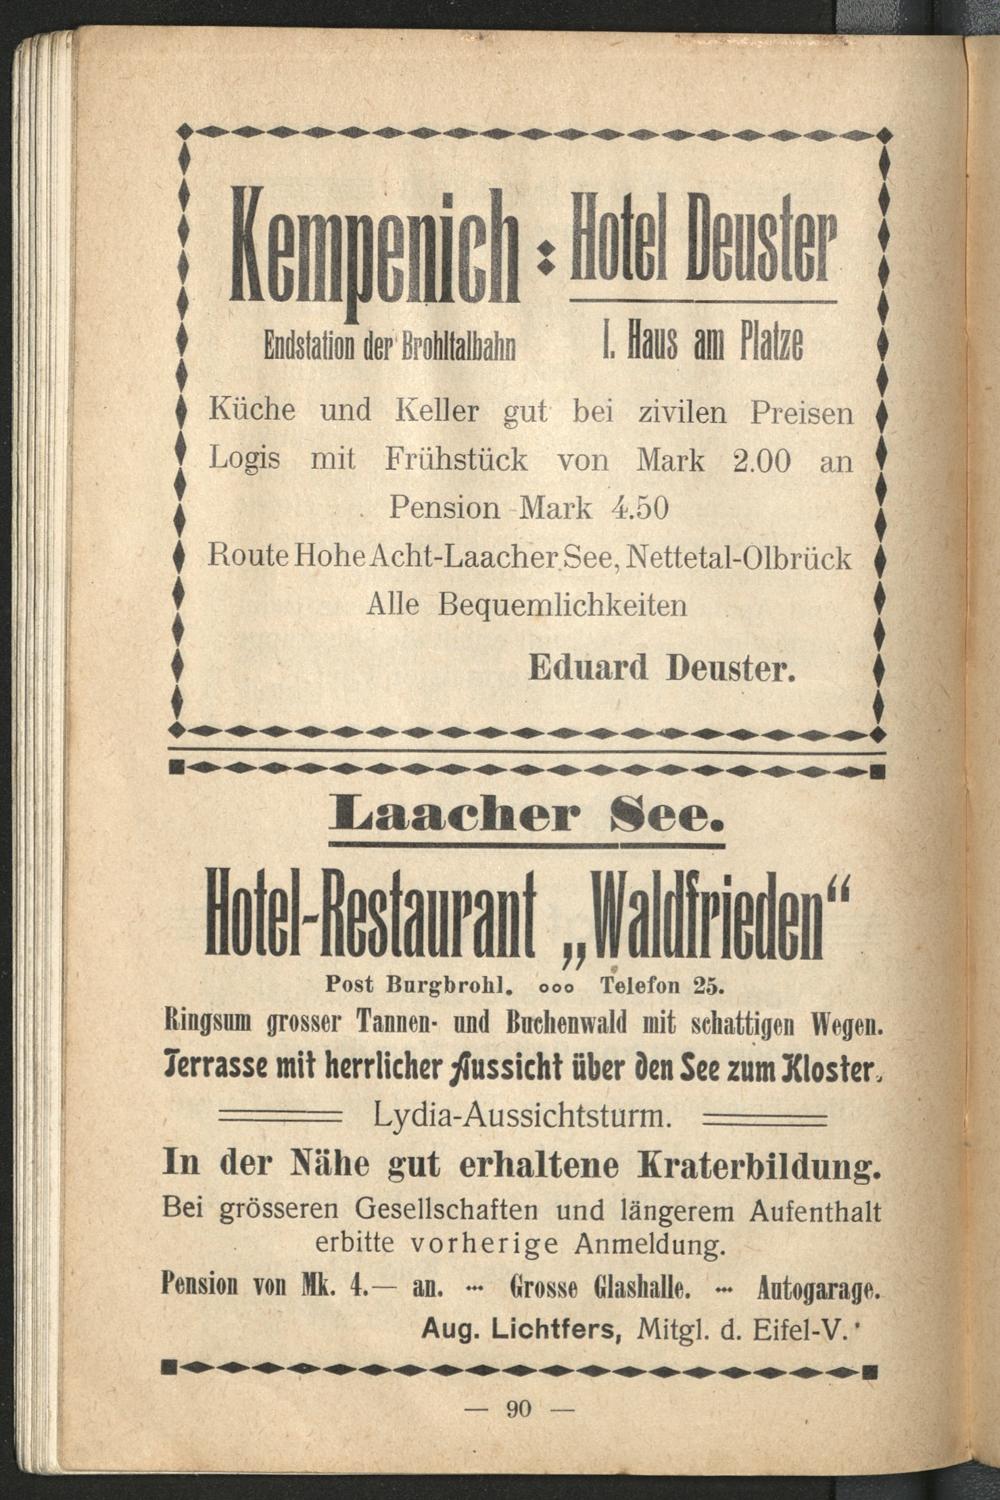 Kempenich : Hotel Deuster
Endstation der Brohltalbahn I. Haus am Platze
Küche und Keller gut bei zivilen Preisen
Logis mit Frühstück von Mark 2.00 an
Pension Mark 4.50
Route Hohe Acht-Laacher See, Nettetal-Olbrück
Alle Bequemlichkeiten
Eduard Deuster.
Laacher See.
Hotel-Restaurant „Waldfrieden“
Post Burgbrohl. ooo Telefon 25.
Ringsum grosser Tannen- und Buchenwald mit schattigen Wegen.
Terrasse mit herrlicher Aussicht über den See zum Kloster.
Lydia-Aussichtsturm.
In der Nähe gut erhaltene Kraterbildung.
Bei grösseren Gesellschaften und längerem Aufenthalt
erbitte vorherige Anmeldung.
Pension von Mk. 4.— an. ··· Grosse Glashalle. ··· Autogarage.
Aug. Lichtfers, Mitgl. d. Eifel-V.
— 90 —